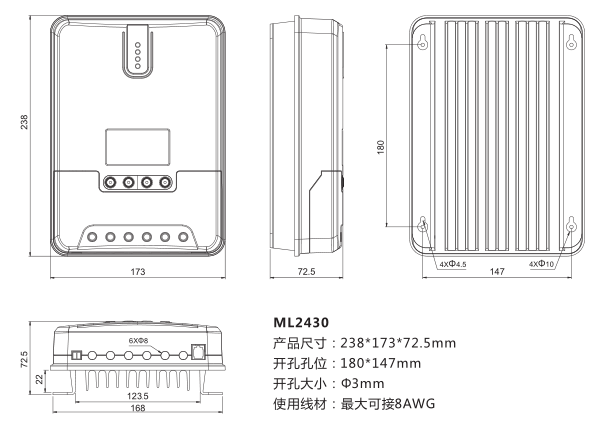 238
173
72.5
180
4XΦ4.5
4XΦ10
147
72.5
22
6XΦ8
123.5
168
ML2430
产品尺寸：238*173*72.5mm
开孔孔位：180*147mm
开孔大小：Φ3mm
使用线材：最大可接8AWG